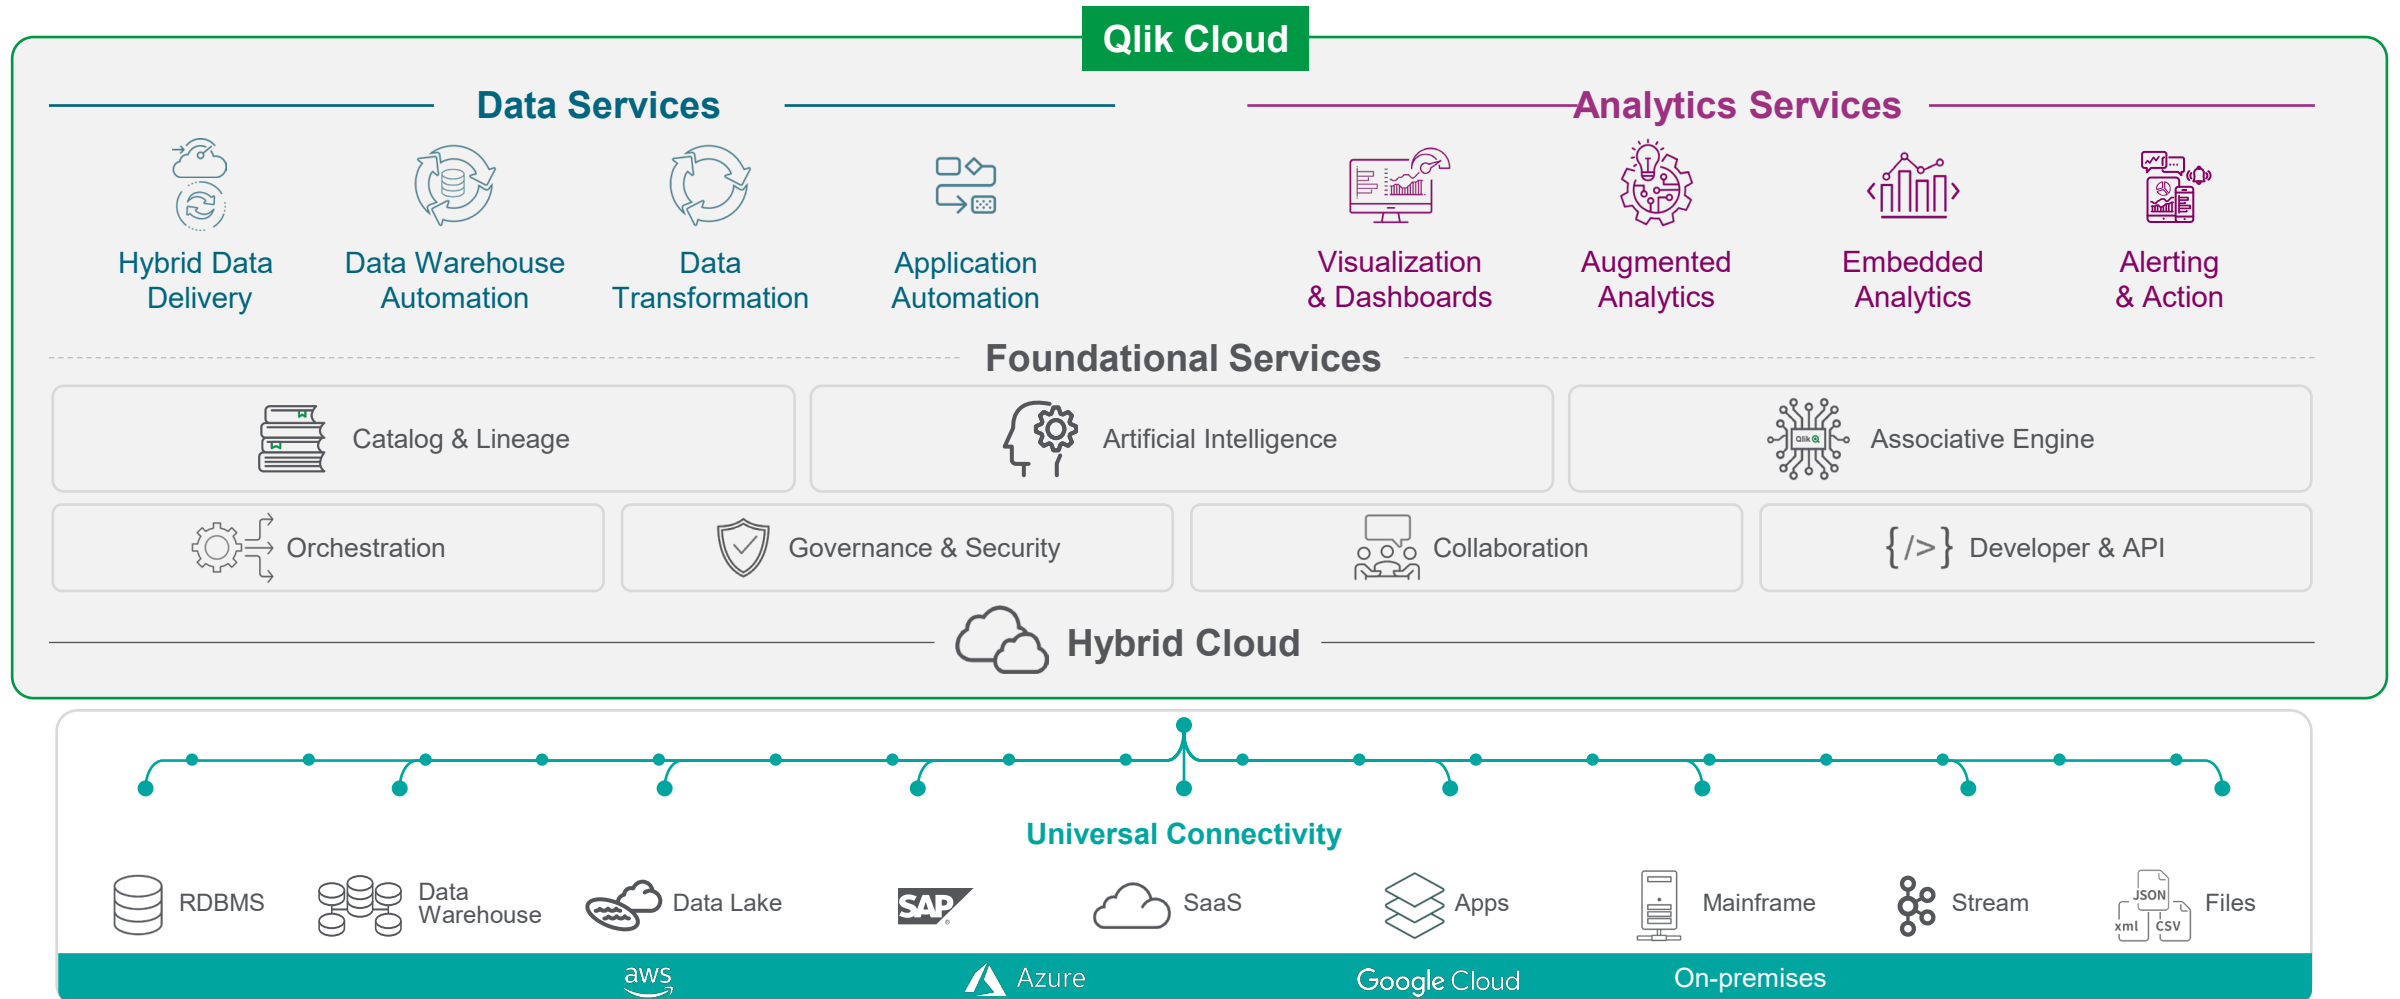 Qlik Cloud
Data Services
Analytics Services
Hybrid Data
Delivery
Data Warehouse
Automation
Data
Transformation
Application
Automation
Visualization
& Dashboards
Augmented
Analytics
Embedded
Analytics
Alerting
& Action
Foundational Services
Catalog & Lineage
Artificial Intelligence
Qlik
Associative Engine
Orchestration
Governance & Security
Collaboration
{/>}
Developer & API
Hybrid Cloud
Universal Connectivity
RDBMS
Data
Warehouse
Data Lake
SAP®
SaaS
Apps
Mainframe
Stream
JSON
xml
CSV
Files
aws
Azure
Google Cloud
On-premises